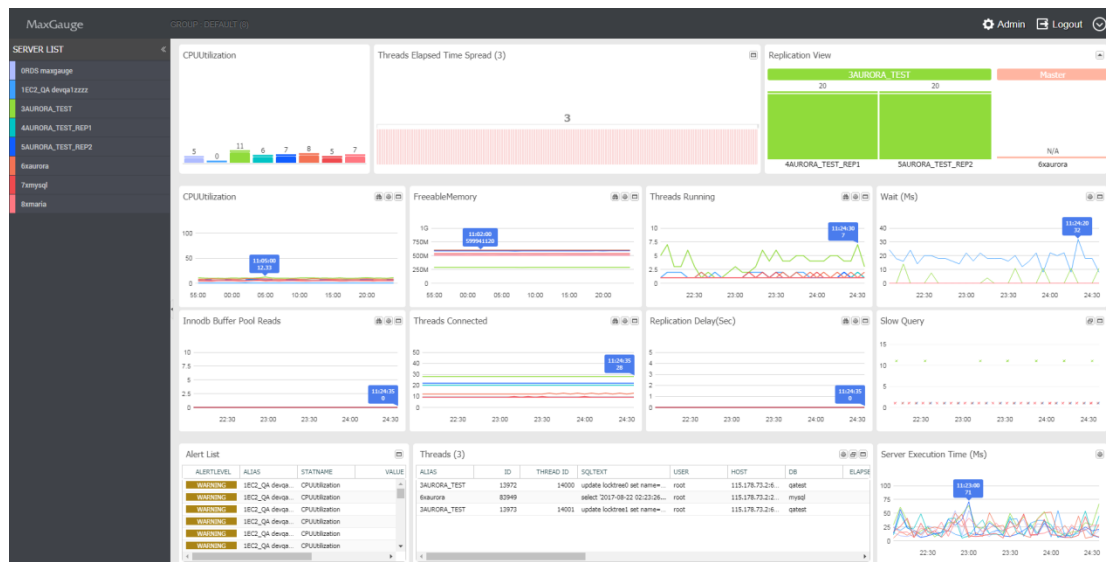 MaxGauge
GROUP : DEFAULT (8)
Admin
Logout
SERVER LIST
0RDS maxgauge
1EC2_QA devqa1zzzz
3AURORA_TEST
4AURORA_TEST_REP1
5AURORA_TEST_REP2
6xaurora
7xmysql
8xmaria
CPUUtilization
5 0 11 6 7 8 5 7
Threads Elapsed Time Spread (3)
3
Replication View
3AURORA_TEST Master
20 20 N/A
4AURORA_TEST_REP1 5AURORA_TEST_REP2 6xaurora
CPUUtilization
100
50
0
11:05:00
12.33
55:00 00:00 05:00 10:00 15:00 20:00
FreeableMemory
1G
750M
500M
250M
0
11:02:00
599941120
55:00 00:00 05:00 10:00 15:00 20:00
Threads Running
10
7.5
5
2.5
0
11:24:30
7
22:30 23:00 23:30 24:00 24:30
Wait (Ms)
40
20
10
0
11:24:20
32
22:30 23:00 23:30 24:00 24:30
Innodb Buffer Pool Reads
10
7.5
5
2.5
0
11:24:35
0
22:30 23:00 23:30 24:00 24:30
Threads Connected
50
40
30
20
10
0
11:24:35
28
22:30 23:00 23:30 24:00 24:30
Replication Delay(Sec)
5
4
3
2
1
0
11:24:35
0
22:30 23:00 23:30 24:00 24:30
Slow Query
15
10
5
0
22:30 23:00 23:30 24:00 24:30
Alert List
ALERTLEVEL ALIAS STATNAME VALUE
WARNING 1EC2_QA devqa... CPUUtilization
WARNING 1EC2_QA devqa... CPUUtilization
WARNING 1EC2_QA devqa... CPUUtilization
WARNING 1EC2_QA devqa... CPUUtilization
WARNING 1EC2_QA devqa... CPUUtilization
WARNING 1EC2_QA devqa... CPUUtilization
Threads (3)
ALIAS ID THREAD ID SQLTEXT USER HOST DB ELAPSE
3AURORA_TEST 13972 14000 update locktree0 set name=... root 115.178.73.2:6... qatest
6xaurora 83949 select '2017-08-22 02:23:26... root 115.178.73.2:2... mysql
3AURORA_TEST 13973 14001 update locktree1 set name=... root 115.178.73.2:6... qatest
Server Execution Time (Ms)
100
75
50
25
0
11:23:00
71
22:30 23:00 23:30 24:00 24:30